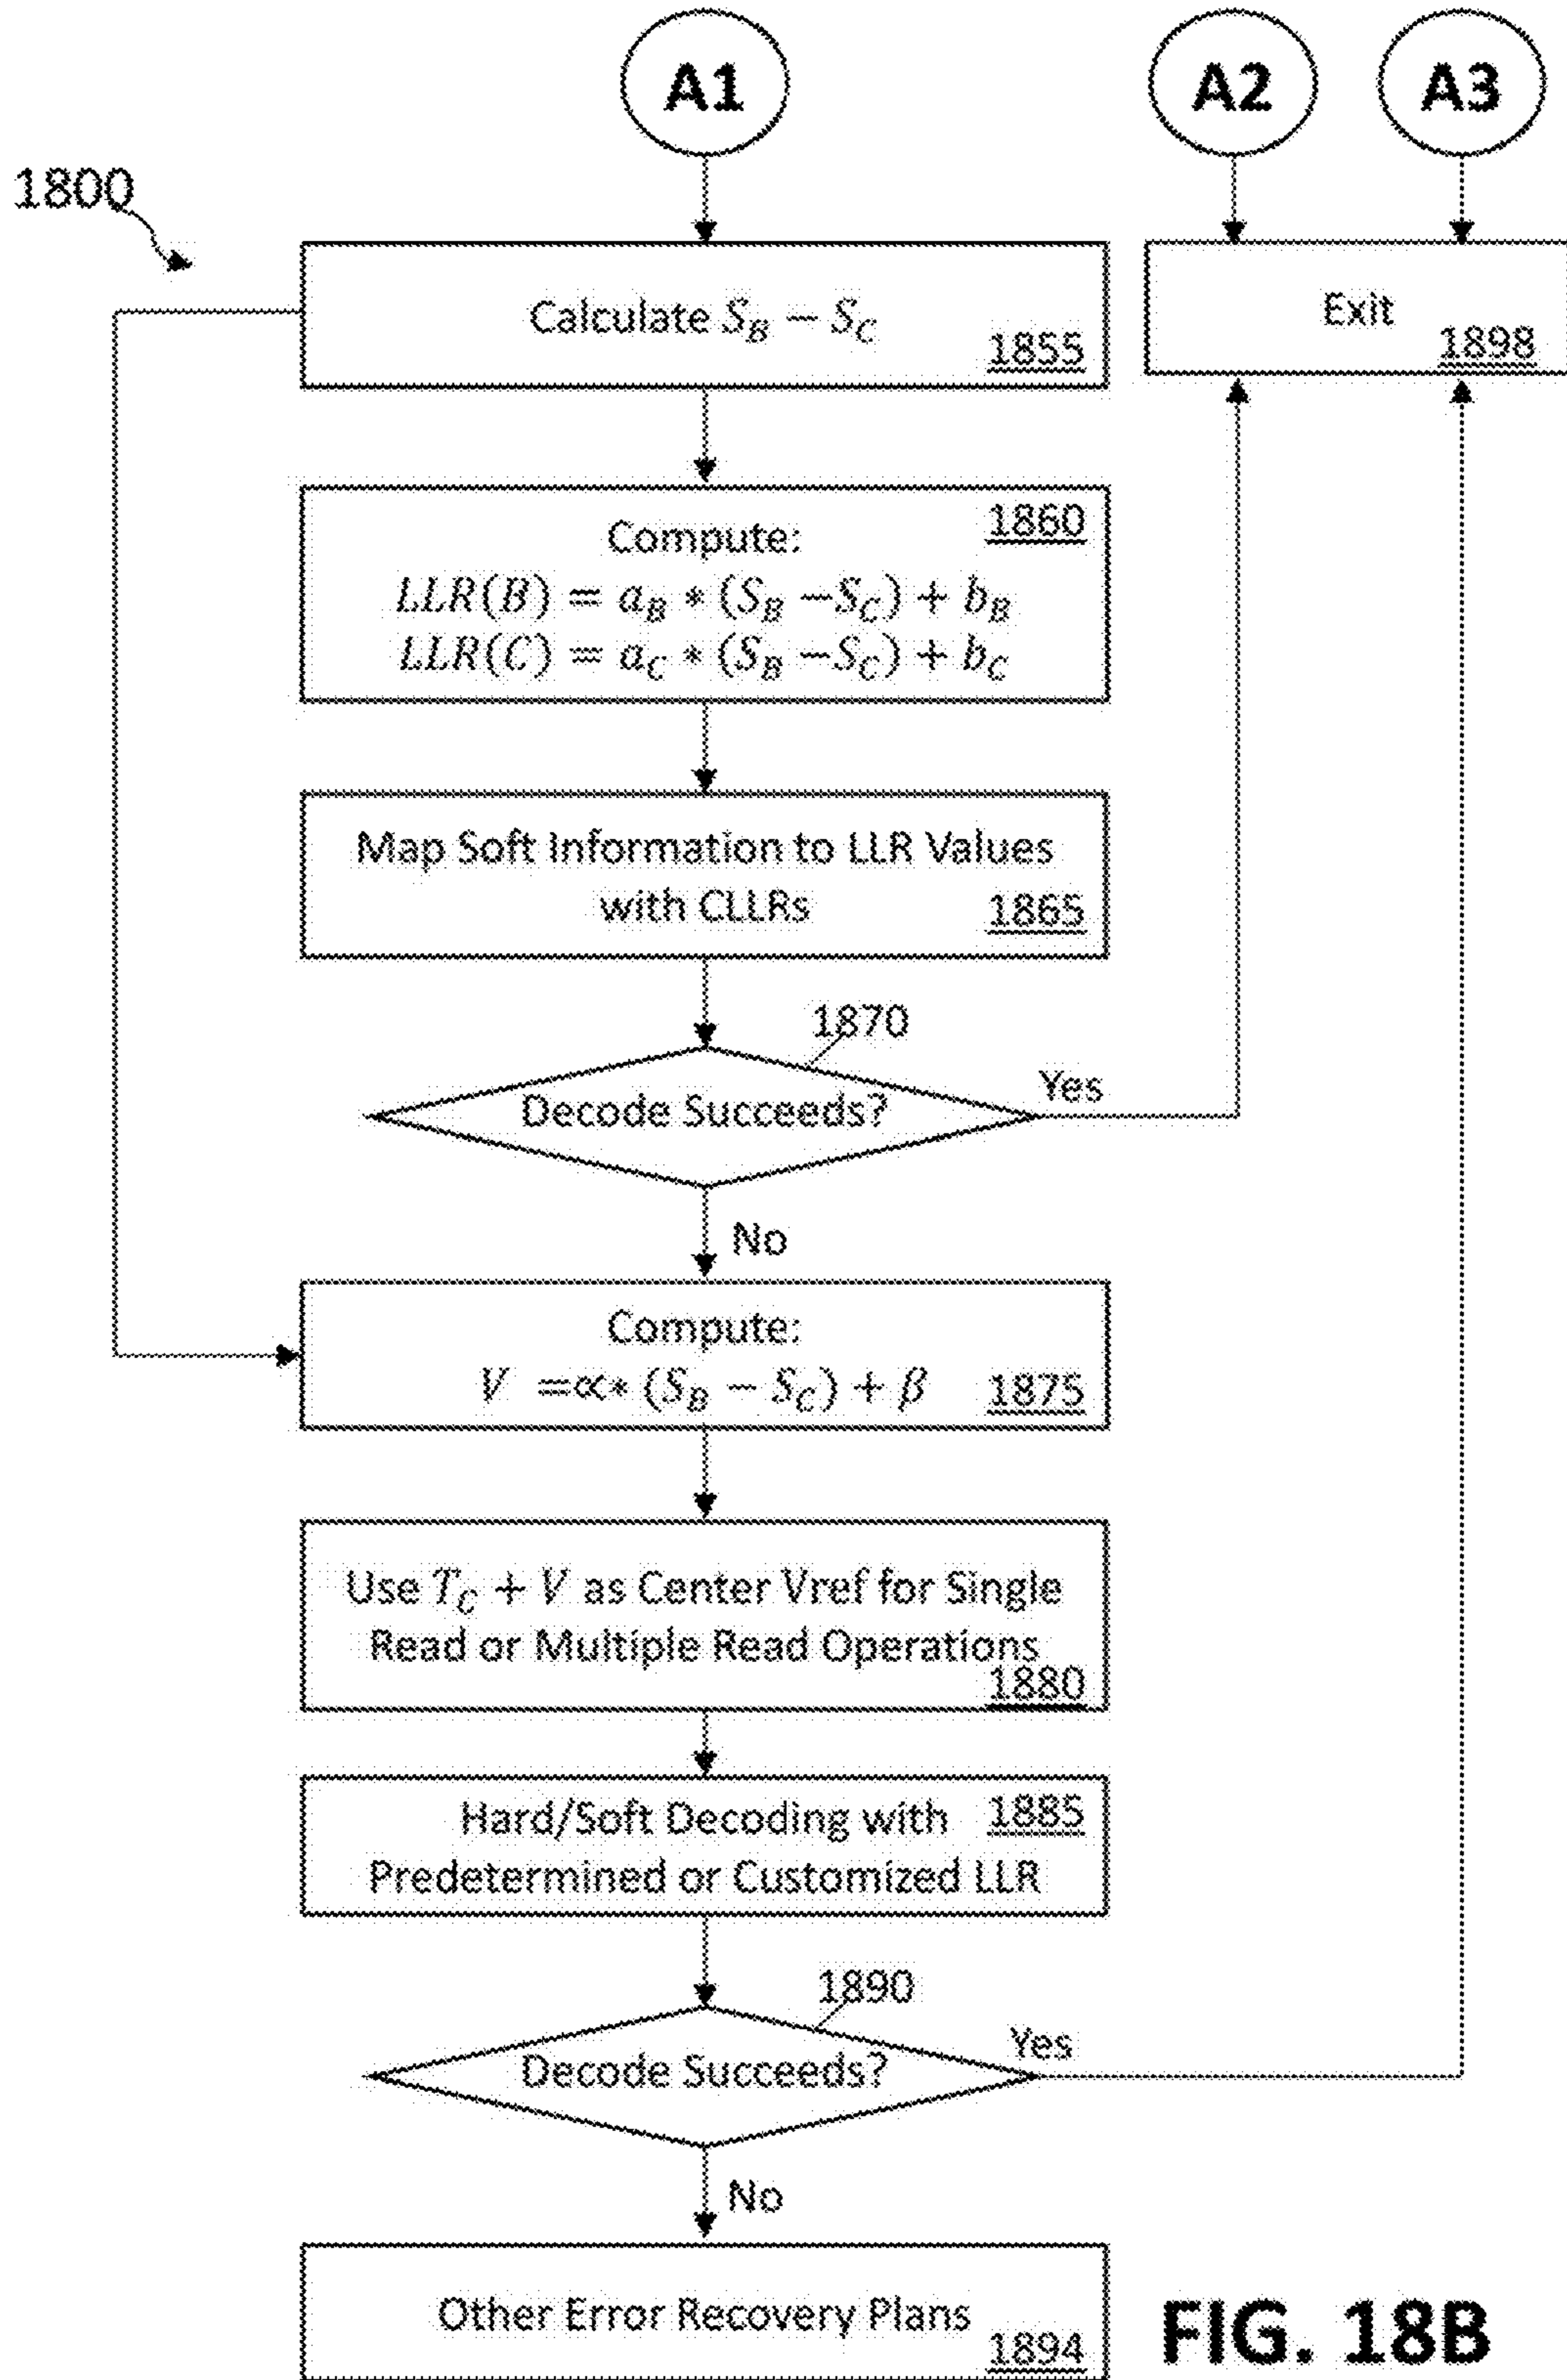 A1
A2
A3
1800
Calculate S_B − S_C
1855
Exit
1898
1860
Compute:
LLR(B) = a_B * (S_B −S_C) + b_B
LLR(C) = a_C * (S_B −S_C) + b_C
Map Soft Information to LLR Values
with CLLRs
1865
1870
Decode Succeeds?
Yes
No
Compute:
V =∝* (S_B − S_C) + β
1875
Use T_C + V as Center Vref for Single
Read or Multiple Read Operations
1880
Hard/Soft Decoding with
1885
Predetermined or Customized LLR
1890
Decode Succeeds?
Yes
No
Other Error Recovery Plans
1894
FIG. 18B